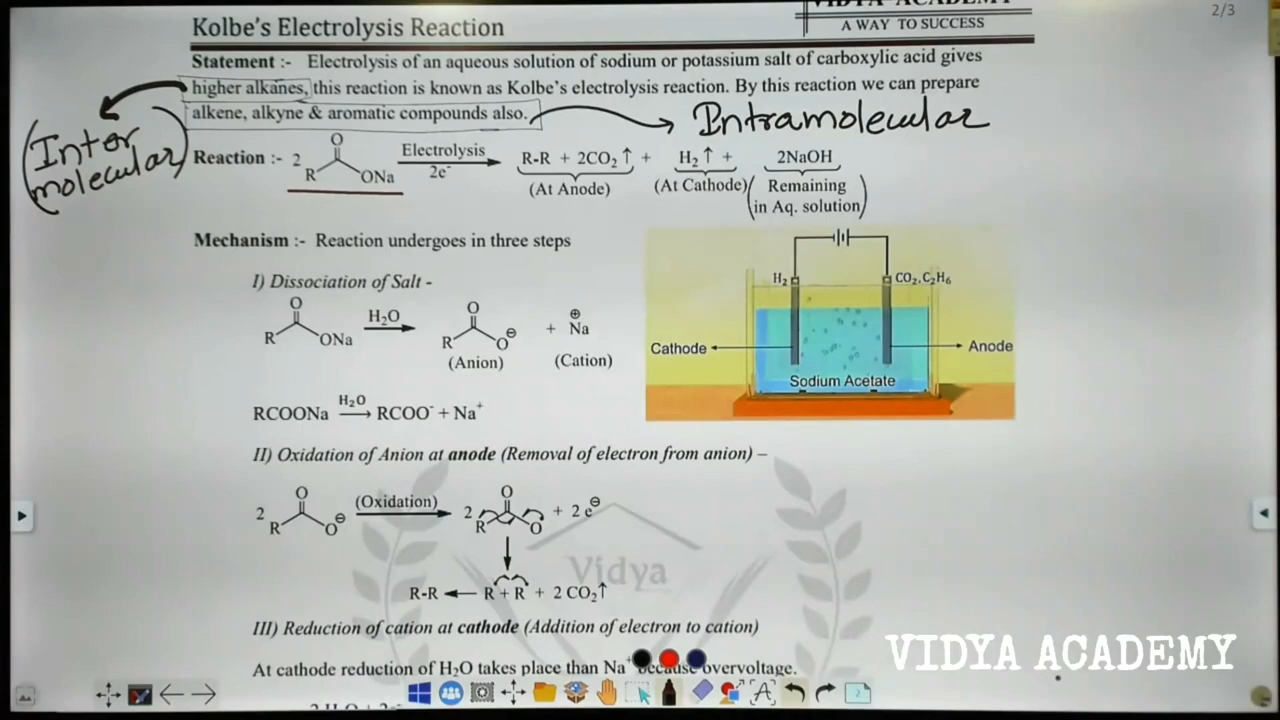 2/3
VIDYA ACADEMY
A WAY TO SUCCESS
Kolbe's Electrolysis Reaction
Statement :- Electrolysis of an aqueous solution of sodium or potassium salt of carboxylic acid gives
higher alkanes, this reaction is known as Kolbe's electrolysis reaction. By this reaction we can prepare
alkene, alkyne & aromatic compounds also.
Intramolecular
(Inter
molecular)
Reaction :- 2 R O ONa Electrolysis 2e⁻ R-R + 2CO₂↑ + H₂↑ + 2NaOH
(At Anode) (At Cathode) (Remaining
in Aq. solution)
Mechanism :- Reaction undergoes in three steps
I) Dissociation of Salt -
R O ONa H₂O → R O O⊖ + Na⊕
(Anion) (Cation)
RCOONa H₂O → RCOO⁻ + Na⁺
H₂ CO₂, C₂H₆
Cathode Anode
Sodium Acetate
II) Oxidation of Anion at anode (Removal of electron from anion) –
2 R O O⊖ (Oxidation) → 2 R O O + 2 e⊖
R-R ← R + R + 2 CO₂↑
Vidya
III) Reduction of cation at cathode (Addition of electron to cation)
At cathode reduction of H₂O takes place than Na⁺ because overvoltage.
VIDYA ACADEMY